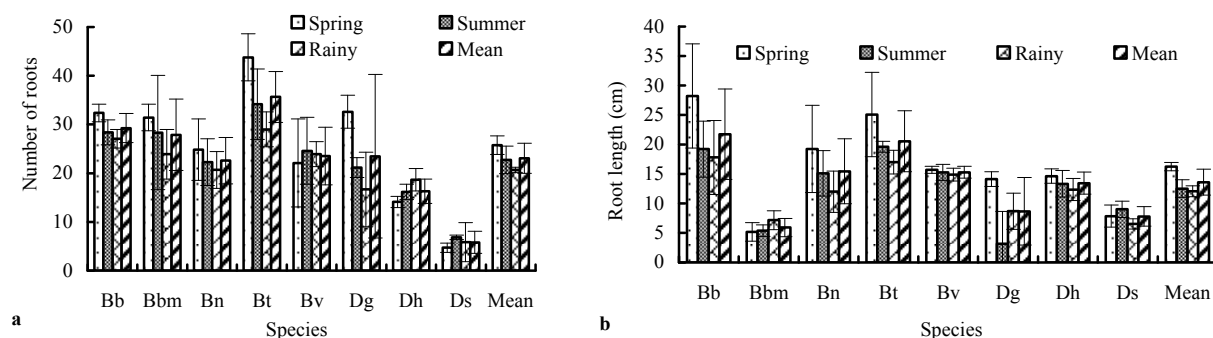 50
40
30
20
10
0
Number of roots
Spring
Summer
Rainy
Mean
Bb Bbm Bn Bt Bv Dg Dh Ds Mean
Species
a
40
35
30
25
20
15
10
5
0
Root length (cm)
Spring Summer Rainy Mean
Bb Bbm Bn Bt Bv Dg Dh Ds Mean
Species
b